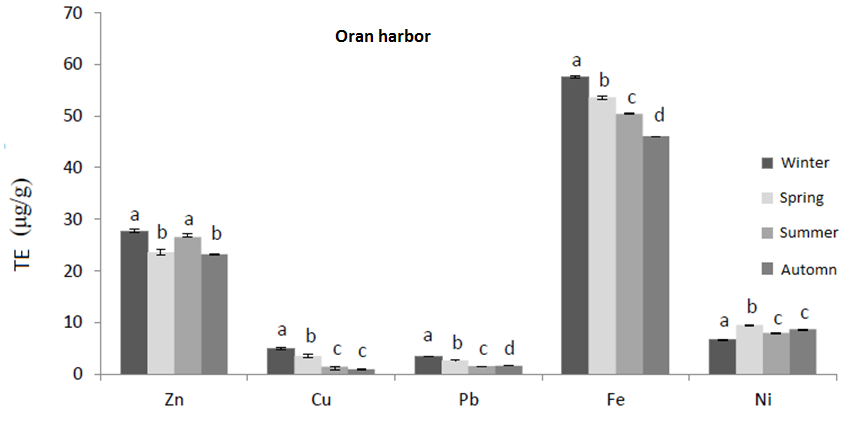 Oran harbor
70
60
50
40
30
20
10
0
TE (µg/g)
a b a b
a b c c
a b c d
a b c d
a b c c
Zn Cu Pb Fe Ni
Winter
Spring
Summer
Automn